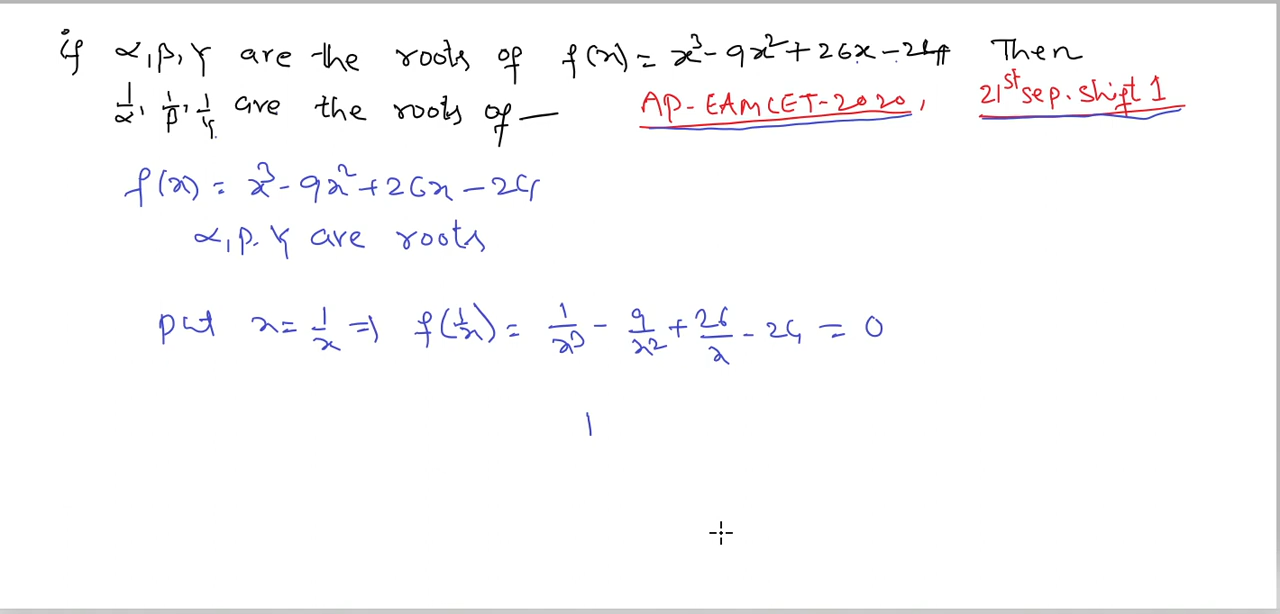 if α, β, γ are the roots of f(x) = x³ - 9x² + 26x - 24 Then
1/α, 1/β, 1/γ are the roots of — AP-EAMCET-2020, 21st sep. shift 1
f(x) = x³ - 9x² + 26x - 24
α, β, γ are roots
put x = 1/x ⇒ f(1/x) = 1/x³ - 9/x² + 26/x - 24 = 0
1